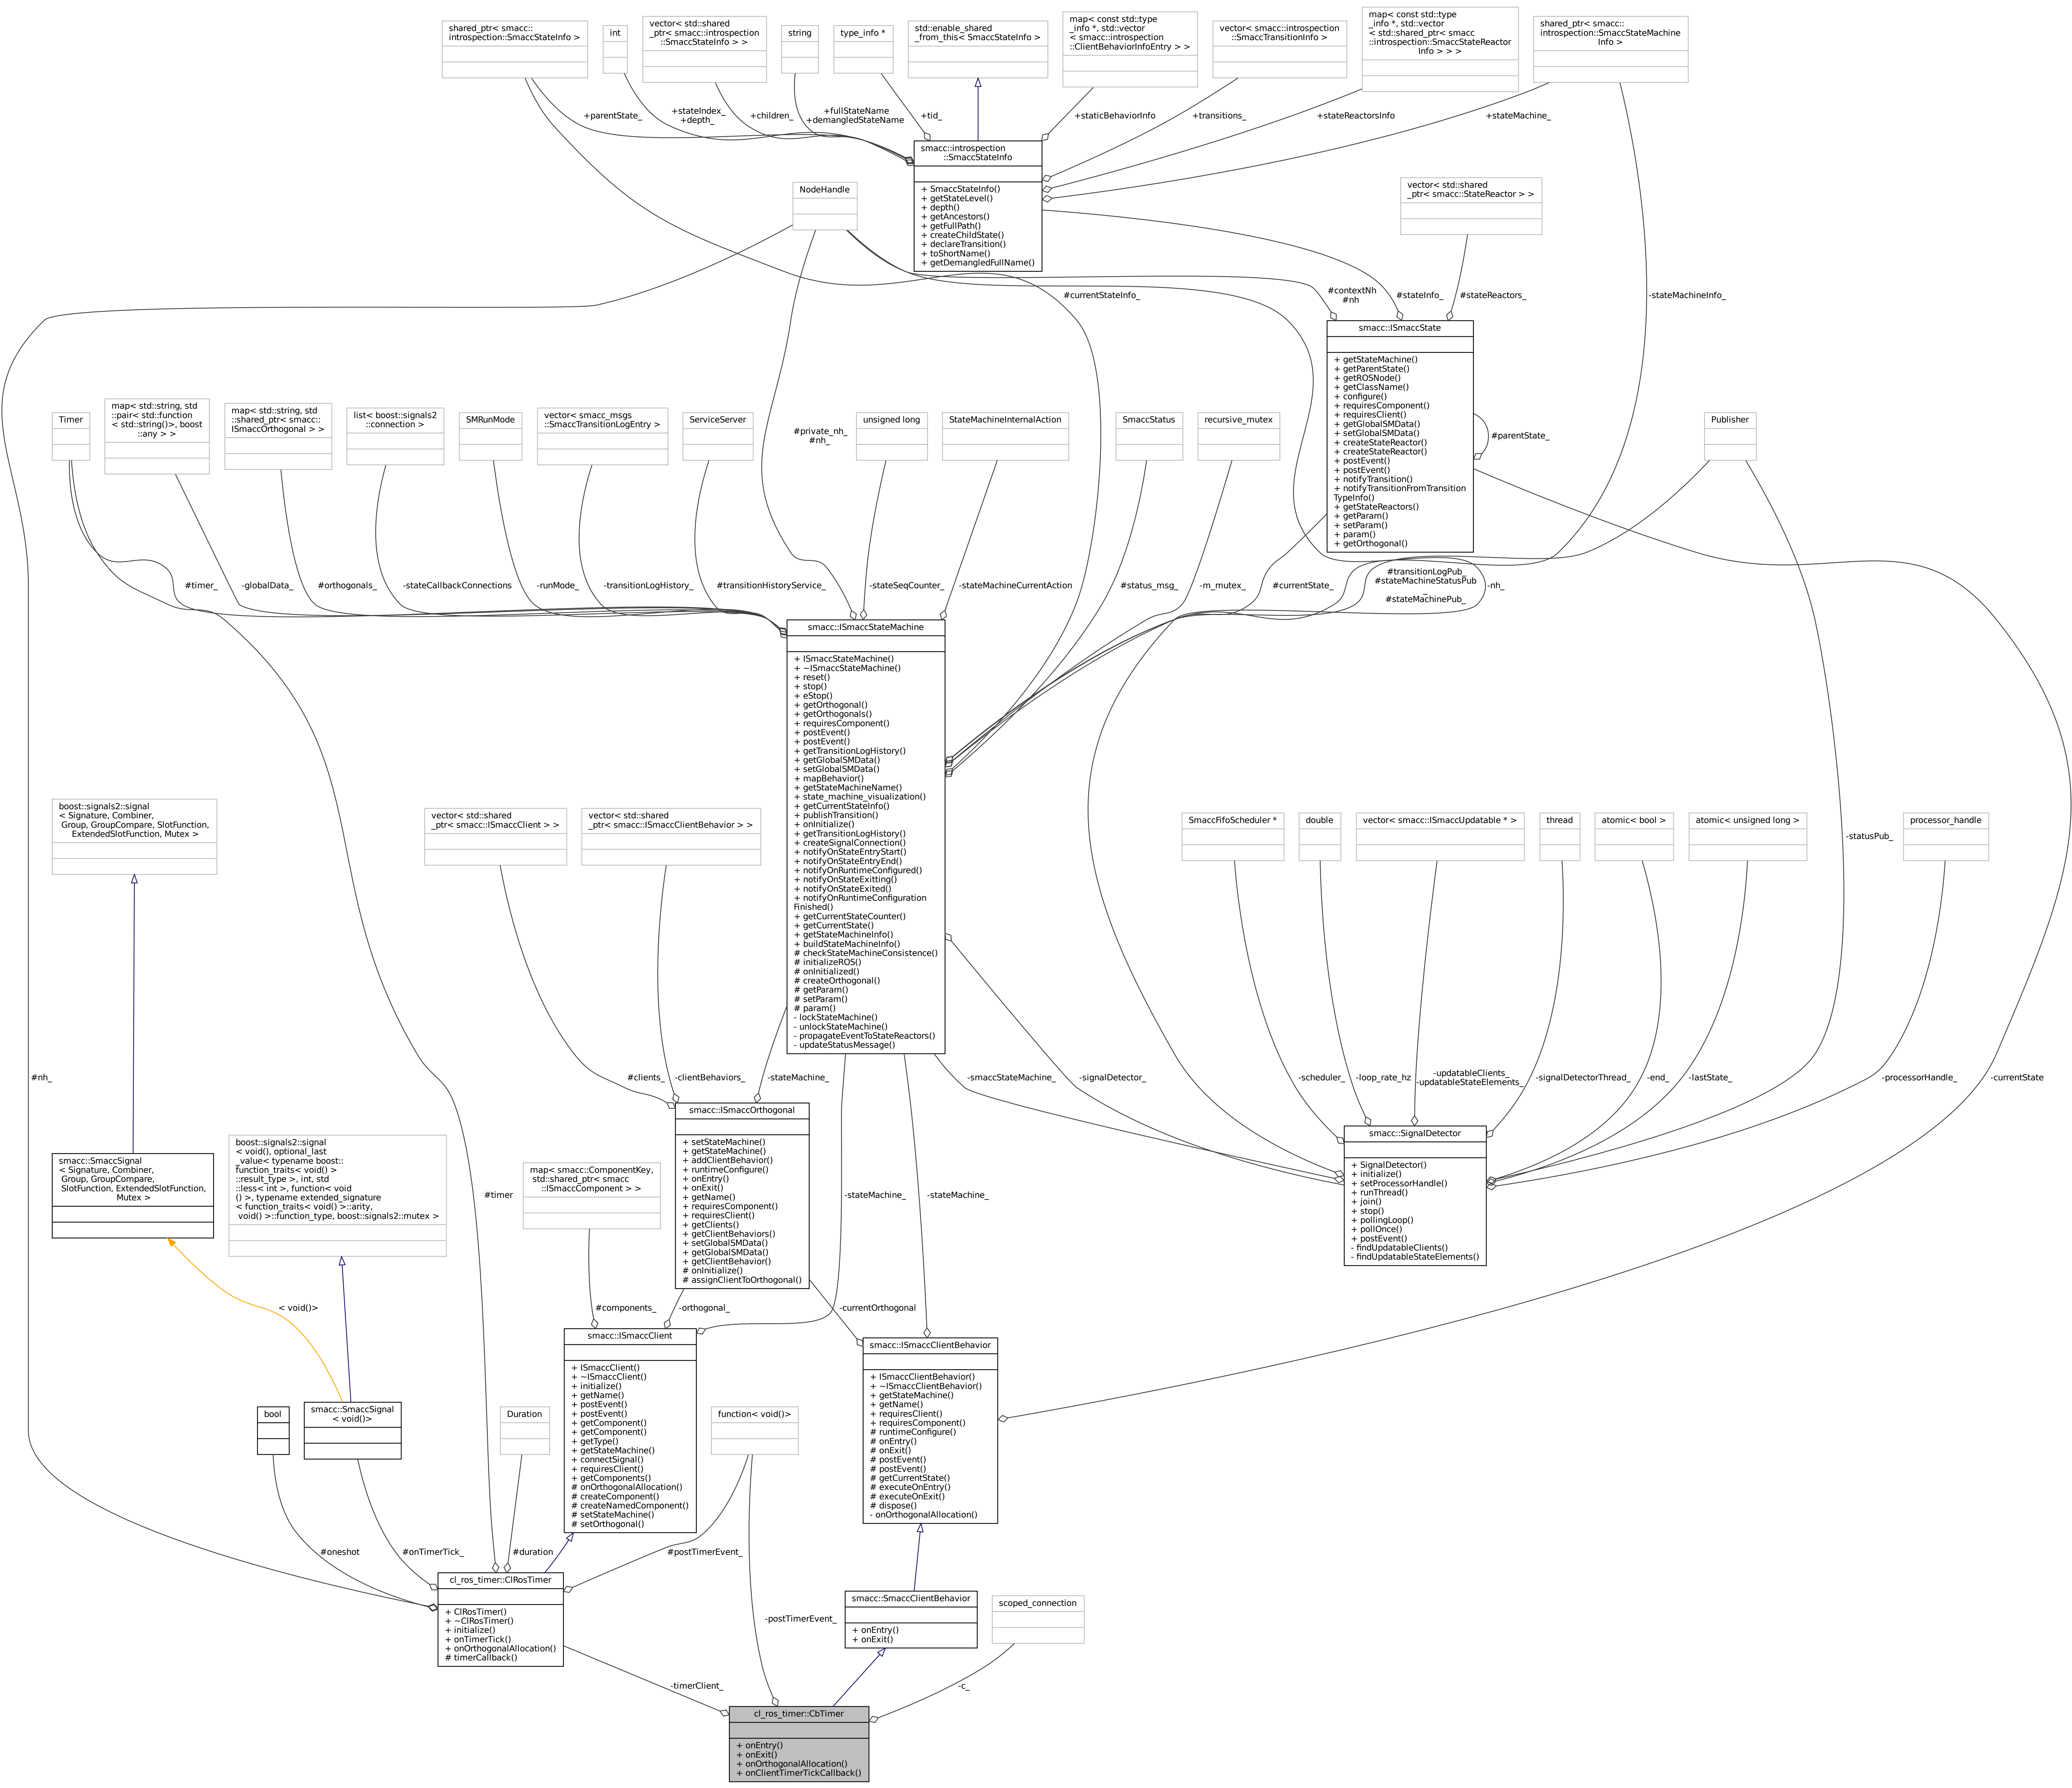 shared_ptr< smacc::
introspection::SmaccStateInfo >
int
vector< std::shared
_ptr< smacc::introspection
::SmaccStateInfo > >
string
type_info *
std::enable_shared
_from_this< SmaccStateInfo >
map< const std::type
_info *, std::vector
< smacc::introspection
::ClientBehaviorInfoEntry > >
vector< smacc::introspection
::SmaccTransitionInfo >
map< const std::type
_info *, std::vector
< std::shared_ptr< smacc
::introspection::SmaccStateReactor
Info > > >
shared_ptr< smacc::
introspection::SmaccStateMachine
Info >
+parentState_
+stateIndex_
+depth_
+children_
+fullStateName
+demangledStateName
+tid_
+staticBehaviorInfo
+transitions_
+stateReactorsInfo
+stateMachine_
smacc::introspection
::SmaccStateInfo
+ SmaccStateInfo()
+ getStateLevel()
+ depth()
+ getAncestors()
+ getFullPath()
+ createChildState()
+ declareTransition()
+ toShortName()
+ getDemangledFullName()
NodeHandle
vector< std::shared
_ptr< smacc::StateReactor > >
#currentStateInfo_
#contextNh
#nh
#stateInfo_
#stateReactors_
-stateMachineInfo_
smacc::ISmaccState
+ getStateMachine()
+ getParentState()
+ getROSNode()
+ getClassName()
+ configure()
+ requiresComponent()
+ requiresClient()
+ getGlobalSMData()
+ setGlobalSMData()
+ createStateReactor()
+ createStateReactor()
+ postEvent()
+ postEvent()
+ notifyTransition()
+ notifyTransitionFromTransition
TypeInfo()
+ getStateReactors()
+ getParam()
+ setParam()
+ param()
+ getOrthogonal()
#parentState_
Timer
map< std::string, std
::pair< std::function
< std::string()>, boost
::any > >
map< std::string, std
::shared_ptr< smacc::
ISmaccOrthogonal > >
list< boost::signals2
::connection >
SMRunMode
vector< smacc_msgs
::SmaccTransitionLogEntry >
ServiceServer
#private_nh_
#nh_
unsigned long
StateMachineInternalAction
SmaccStatus
recursive_mutex
Publisher
#timer_
-globalData_
#orthogonals_
-stateCallbackConnections
-runMode_
-transitionLogHistory_
#transitionHistoryService_
-stateSeqCounter_
-stateMachineCurrentAction
#status_msg_
-m_mutex_
#currentState_
#transitionLogPub_
#stateMachineStatusPub
_
#stateMachinePub_
-nh_
smacc::ISmaccStateMachine
+ ISmaccStateMachine()
+ ~ISmaccStateMachine()
+ reset()
+ stop()
+ eStop()
+ getOrthogonal()
+ getOrthogonals()
+ requiresComponent()
+ postEvent()
+ postEvent()
+ getTransitionLogHistory()
+ getGlobalSMData()
+ setGlobalSMData()
+ mapBehavior()
+ getStateMachineName()
+ state_machine_visualization()
+ getCurrentStateInfo()
+ publishTransition()
+ onInitialize()
+ getTransitionLogHistory()
+ createSignalConnection()
+ notifyOnStateEntryStart()
+ notifyOnStateEntryEnd()
+ notifyOnRuntimeConfigured()
+ notifyOnStateExitting()
+ notifyOnStateExited()
+ notifyOnRuntimeConfiguration
Finished()
+ getCurrentStateCounter()
+ getCurrentState()
+ getStateMachineInfo()
+ buildStateMachineInfo()
# checkStateMachineConsistence()
# initializeROS()
# onInitialized()
# createOrthogonal()
# getParam()
# setParam()
# param()
- lockStateMachine()
- unlockStateMachine()
- propagateEventToStateReactors()
- updateStatusMessage()
boost::signals2::signal
< Signature, Combiner,
Group, GroupCompare, SlotFunction,
ExtendedSlotFunction, Mutex >
vector< std::shared
_ptr< smacc::ISmaccClient > >
vector< std::shared
_ptr< smacc::ISmaccClientBehavior > >
SmaccFifoScheduler *
double
vector< smacc::ISmaccUpdatable * >
thread
atomic< bool >
atomic< unsigned long >
-statusPub_
processor_handle
#nh_
#clients_
-clientBehaviors_
-stateMachine_
-smaccStateMachine_
-signalDetector_
-scheduler_
-loop_rate_hz
-updatableClients_
-updatableStateElements_
-signalDetectorThread_
-end_
-lastState_
-processorHandle_
-currentState
smacc::ISmaccOrthogonal
+ setStateMachine()
+ getStateMachine()
+ addClientBehavior()
+ runtimeConfigure()
+ onEntry()
+ onExit()
+ getName()
+ requiresComponent()
+ requiresClient()
+ getClients()
+ getClientBehaviors()
+ setGlobalSMData()
+ getGlobalSMData()
+ getClientBehavior()
# onInitialize()
# assignClientToOrthogonal()
smacc::SignalDetector
+ SignalDetector()
+ initialize()
+ setProcessorHandle()
+ runThread()
+ join()
+ stop()
+ pollingLoop()
+ pollOnce()
+ postEvent()
- findUpdatableClients()
- findUpdatableStateElements()
smacc::SmaccSignal
< Signature, Combiner,
Group, GroupCompare,
SlotFunction, ExtendedSlotFunction,
Mutex >
boost::signals2::signal
< void(), optional_last
_value< typename boost::
function_traits< void() >
::result_type >, int, std
::less< int >, function< void
() >, typename extended_signature
< function_traits< void() >::arity,
void() >::function_type, boost::signals2::mutex >
map< smacc::ComponentKey,
std::shared_ptr< smacc
::ISmaccComponent > >
#timer
-stateMachine_
-stateMachine_
< void()>
#components_
-orthogonal_
-currentOrthogonal
smacc::ISmaccClient
+ ISmaccClient()
+ ~ISmaccClient()
+ initialize()
+ getName()
+ postEvent()
+ postEvent()
+ getComponent()
+ getComponent()
+ getType()
+ getStateMachine()
+ connectSignal()
+ requiresClient()
+ getComponents()
# onOrthogonalAllocation()
# createComponent()
# createNamedComponent()
# setStateMachine()
# setOrthogonal()
smacc::ISmaccClientBehavior
+ ISmaccClientBehavior()
+ ~ISmaccClientBehavior()
+ getStateMachine()
+ getName()
+ requiresClient()
+ requiresComponent()
# runtimeConfigure()
# onEntry()
# onExit()
# postEvent()
# postEvent()
# getCurrentState()
# executeOnEntry()
# executeOnExit()
# dispose()
- onOrthogonalAllocation()
bool
smacc::SmaccSignal
< void()>
Duration
function< void()>
#oneshot
#onTimerTick_
#duration
#postTimerEvent_
cl_ros_timer::ClRosTimer
+ ClRosTimer()
+ ~ClRosTimer()
+ initialize()
+ onTimerTick()
+ onOrthogonalAllocation()
# timerCallback()
-postTimerEvent_
smacc::SmaccClientBehavior
+ onEntry()
+ onExit()
scoped_connection
-timerClient_
-c_
cl_ros_timer::CbTimer
+ onEntry()
+ onExit()
+ onOrthogonalAllocation()
+ onClientTimerTickCallback()